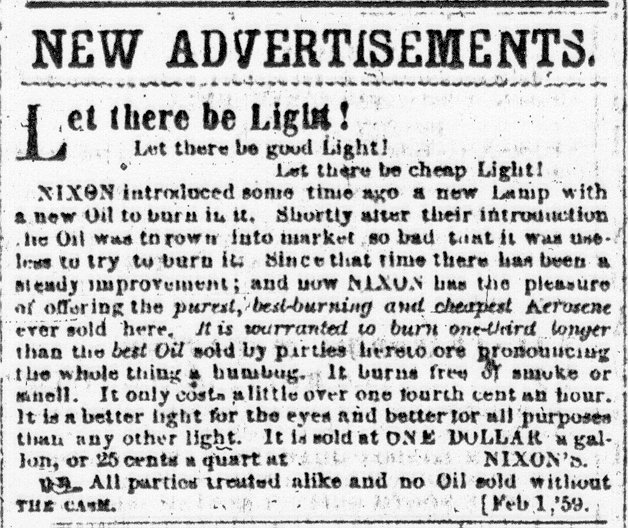 NEW ADVERTISEMENTS.
Let there be Light!
Let there be good Light!
Let there be cheap Light!
NIXON introduced some time ago a new Lamp with
a new Oil to burn in it. Shortly after their introduction
he Oil was thrown into market so bad that it was use-
less to try to burn it; Since that time there has been a
steady improvement; and now NIXON has the pleasure
of offering the purest, best-burning and cheapest Kerosene
ever sold here. It is warranted to burn one-third longer
than the best Oil sold by parties hereto ore pronouncing
the whole thing a humbug. It burns free of smoke or
smell. It only costs a little over one fourth cent an hour.
It is a better light for the eyes and better for all purposes
than any other light. It is sold at ONE DOLLAR a gal-
lon, or 25 cents a quart at NIXON'S.
All parties treated alike and no Oil sold without
THE CASH. [Feb 1,'59.